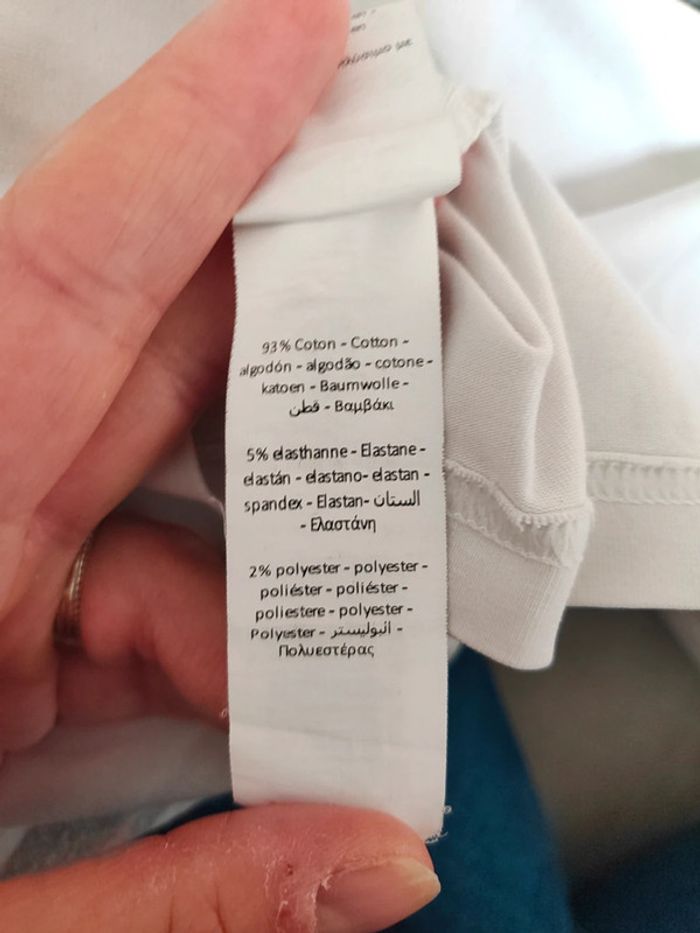 93% Coton - Cotton -
algodón - algodão - cotone -
katoen - Baumwolle -
قطن - Βαμβάκι
5% elasthanne - Elastane -
elastán - elastano- elastan -
spandex - Elastan- الستان
- Ελαστάνη
2% polyester - polyester -
poliéster - poliéster -
poliestere - polyester -
Polyester - انبوليستر -
Πολυεστέρας